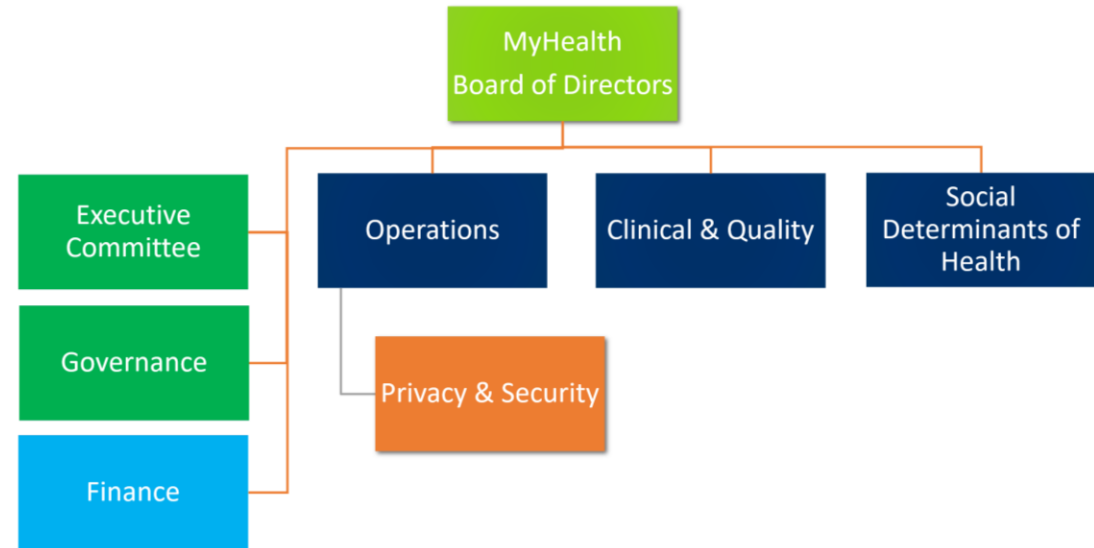 MyHealth
Board of Directors
Executive
Committee
Operations
Clinical & Quality
Social
Determinants of
Health
Governance
Privacy & Security
Finance